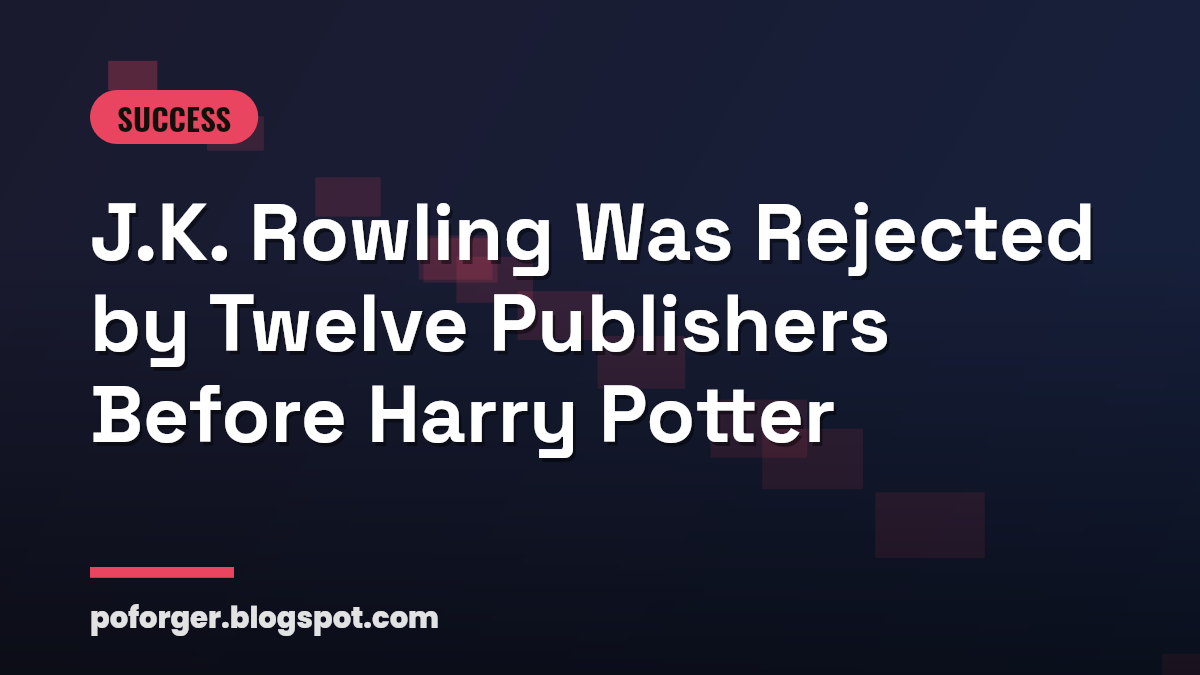 SUCCESS
J.K. Rowling Was Rejected
by Twelve Publishers
Before Harry Potter
poforger.blogspot.com